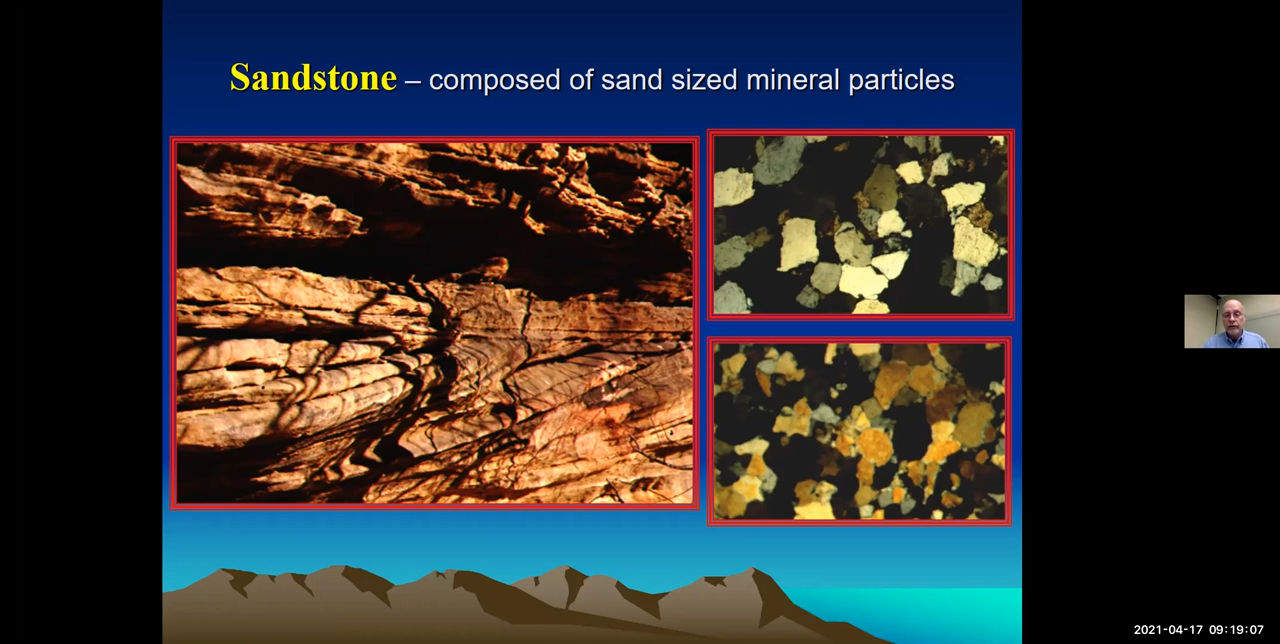 Sandstone – composed of sand sized mineral particles
2021-04-17 09:19:07